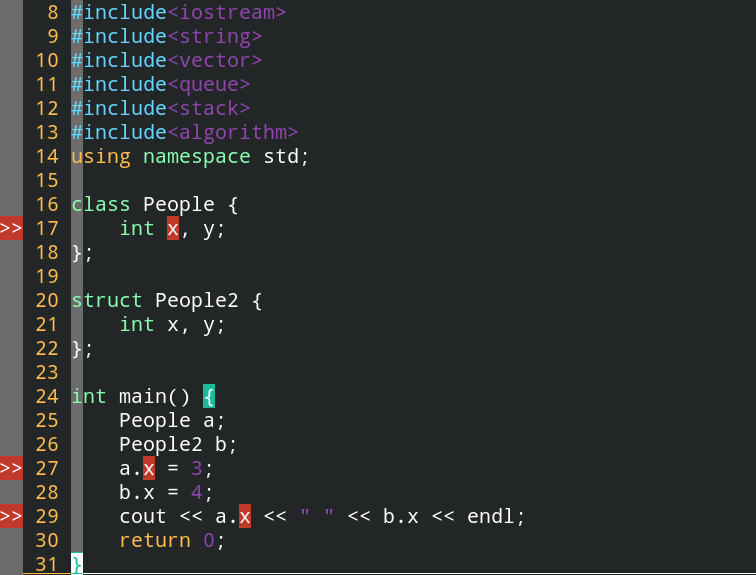 8 #include<iostream>
9 #include<string>
10 #include<vector>
11 #include<queue>
12 #include<stack>
13 #include<algorithm>
14 using namespace std;
15
16 class People {
>> 17     int x, y;
18 };
19
20 struct People2 {
21     int x, y;
22 };
23
24 int main() {
25     People a;
26     People2 b;
>> 27     a.x = 3;
28     b.x = 4;
>> 29     cout << a.x << " " << b.x << endl;
30     return 0;
31 }